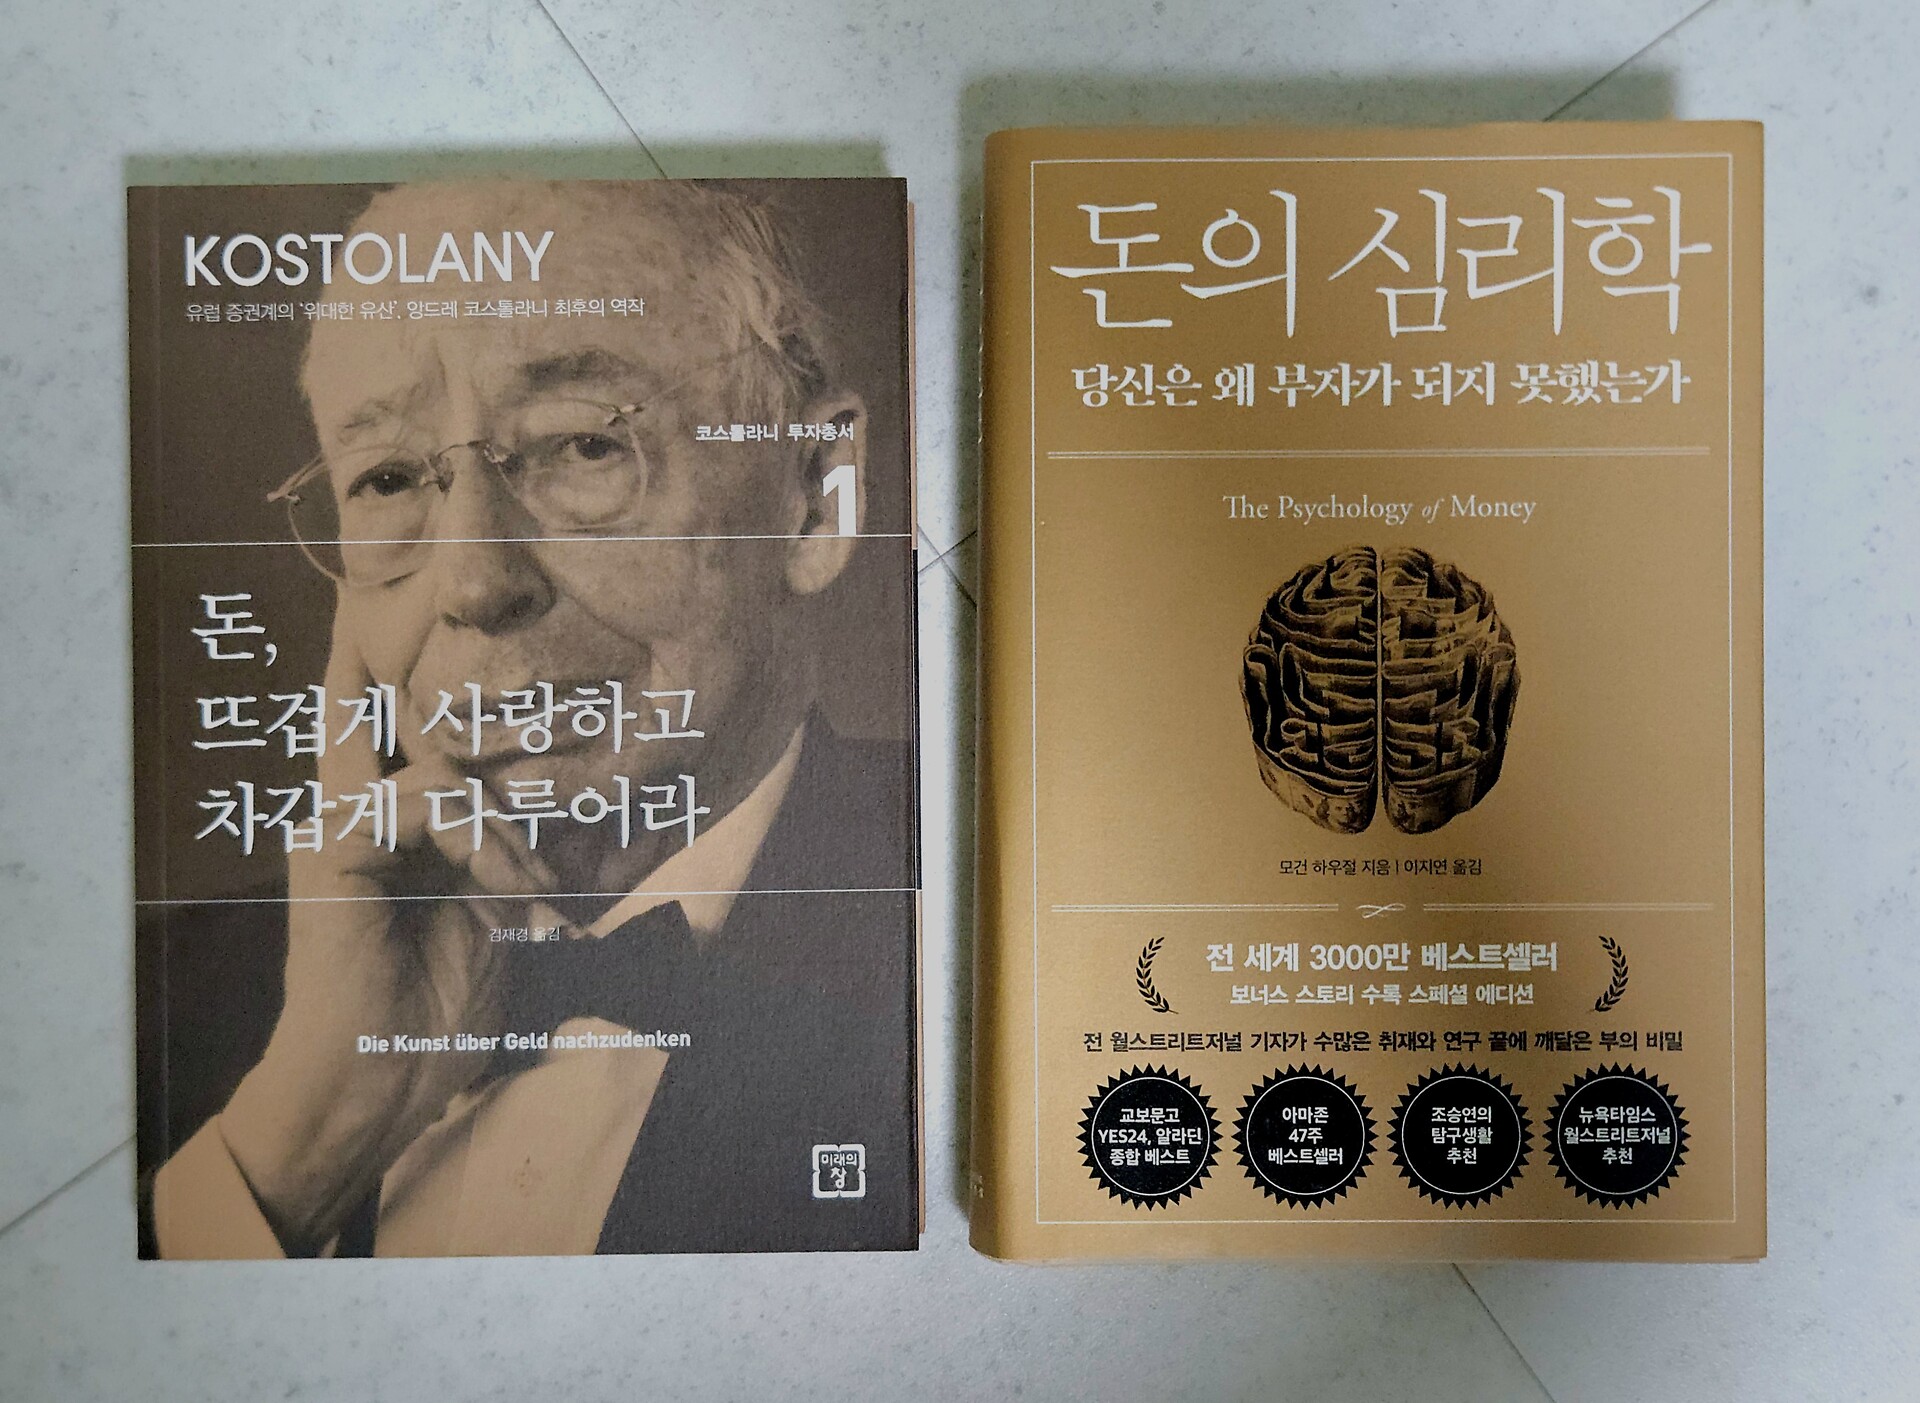 KOSTOLANY
유럽 증권계의 '위대한 유산', 앙드레 코스톨라니 최후의 역작
코스톨라니 투자총서
1
돈,
뜨겁게 사랑하고
차갑게 다루어라
김재경 옮김
Die Kunst über Geld nachzudenken
미래의
창
돈의 심리학
당신은 왜 부자가 되지 못했는가
The Psychology of Money
모건 하우절 지음 | 이지연 옮김
전 세계 3000만 베스트셀러
보너스 스토리 수록 스페셜 에디션
전 월스트리트저널 기자가 수많은 취재와 연구 끝에 깨달은 부의 비밀
교보문고
YES24, 알라딘
종합 베스트
아마존
47주
베스트셀러
조승연의
탐구생활
추천
뉴욕타임스
월스트리트저널
추천